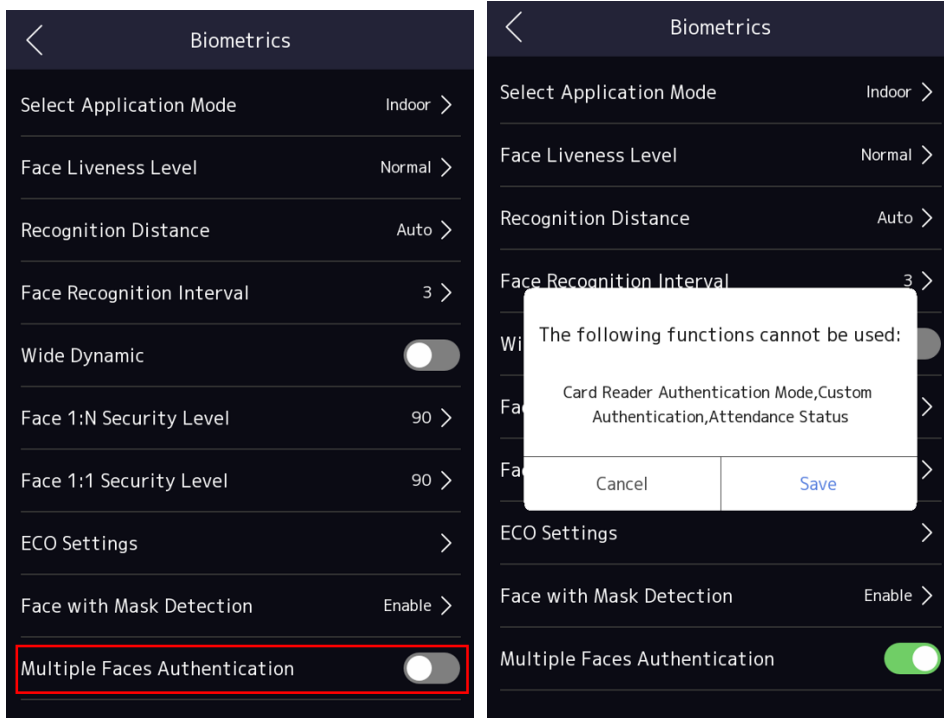 Biometrics
Select Application Mode Indoor
Face Liveness Level Normal
Recognition Distance Auto
Face Recognition Interval 3
Wide Dynamic
Face 1:N Security Level 90
Face 1:1 Security Level 90
ECO Settings
Face with Mask Detection Enable
Multiple Faces Authentication
Biometrics
Select Application Mode Indoor
Face Liveness Level Normal
Recognition Distance Auto
Face Recognition Interval 3
Wi
The following functions cannot be used:
Card Reader Authentication Mode,Custom
Fa
Authentication,Attendance Status
Fa
Cancel Save
ECO Settings
Face with Mask Detection Enable
Multiple Faces Authentication